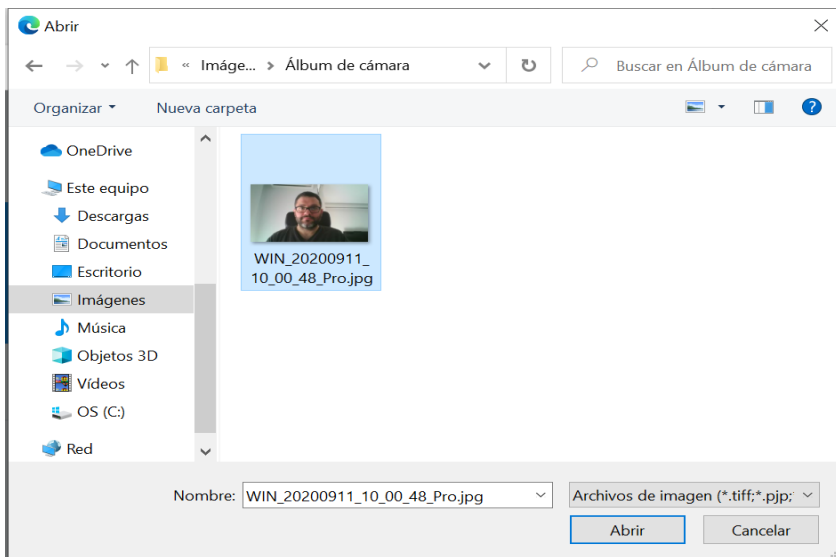 Abrir
« Imáge... > Álbum de cámara
Buscar en Álbum de cámara
Organizar
Nueva carpeta
?
OneDrive
Este equipo
Descargas
Documentos
Escritorio
Imágenes
Música
Objetos 3D
Vídeos
OS (C:)
Red
WIN_20200911_
10_00_48_Pro.jpg
Nombre: WIN_20200911_10_00_48_Pro.jpg
Archivos de imagen (*.tiff;*.pjp;
Abrir
Cancelar